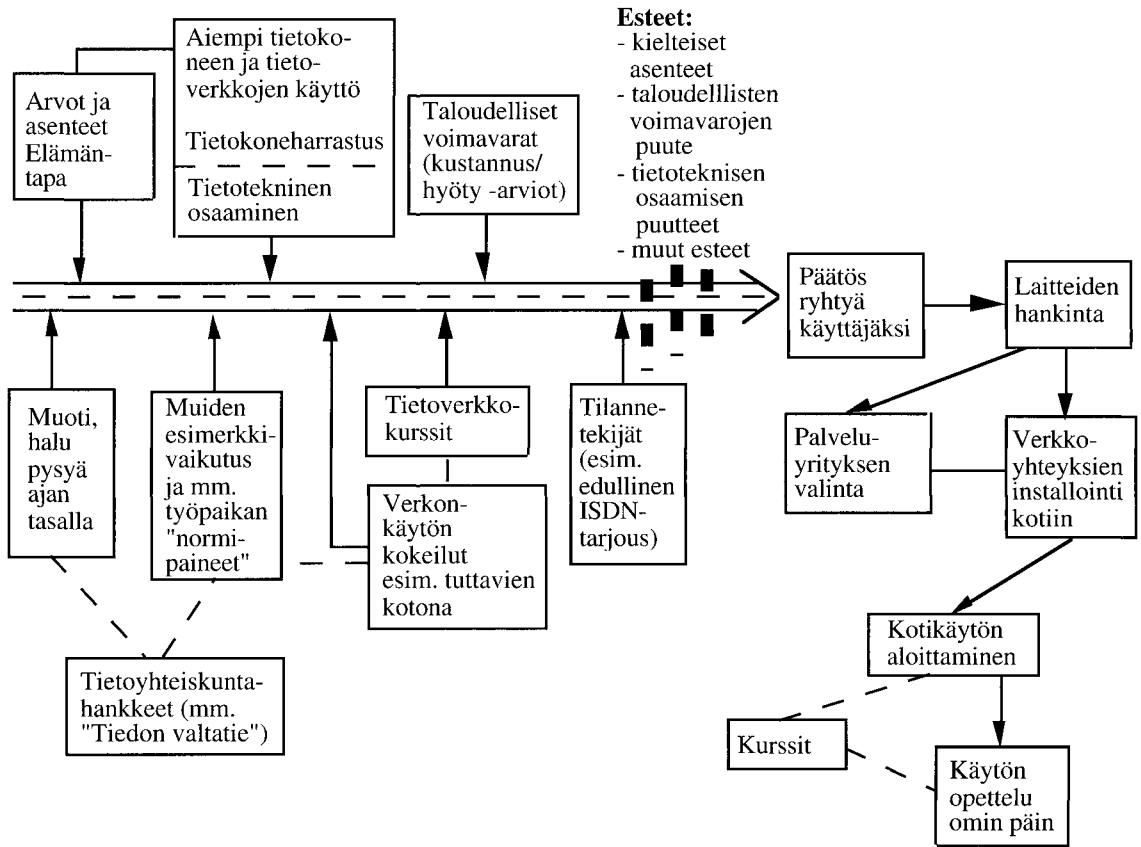 Arvot ja
asenteet
Elämän-
tapa
Aiempi tietoko-
neen ja tieto-
verkkojen käyttö
Tietokoneharrastus
Tietotekninen
osaaminen
Taloudelliset
voimavarat
(kustannus/
hyöty -arviot)
Esteet:
- kielteiset
asenteet
- taloudelllisten
voimavarojen
puute
- tietoteknisen
osaamisen
puutteet
- muut esteet
Päätös
ryhtyä
käyttäjäksi
Laitteiden
hankinta
Muoti,
halu
pysyä
ajan
tasalla
Muiden
esimerkki-
vaikutus
ja mm.
työpaikan
"normi-
paineet"
Tietoverkko-
kurssit
Verkon-
käytön
kokeilut
esim. tuttavien
kotona
Tilanne-
tekijät
(esim.
edullinen
ISDN-
tarjous)
Palvelu-
yrityksen
valinta
Verkko-
yhteyksien
installointi
kotiin
Tietoyhteiskunta-
hankkeet (mm.
"Tiedon valtatie")
Kotikäytön
aloittaminen
Kurssit
Käytön
opettelu
omin päin